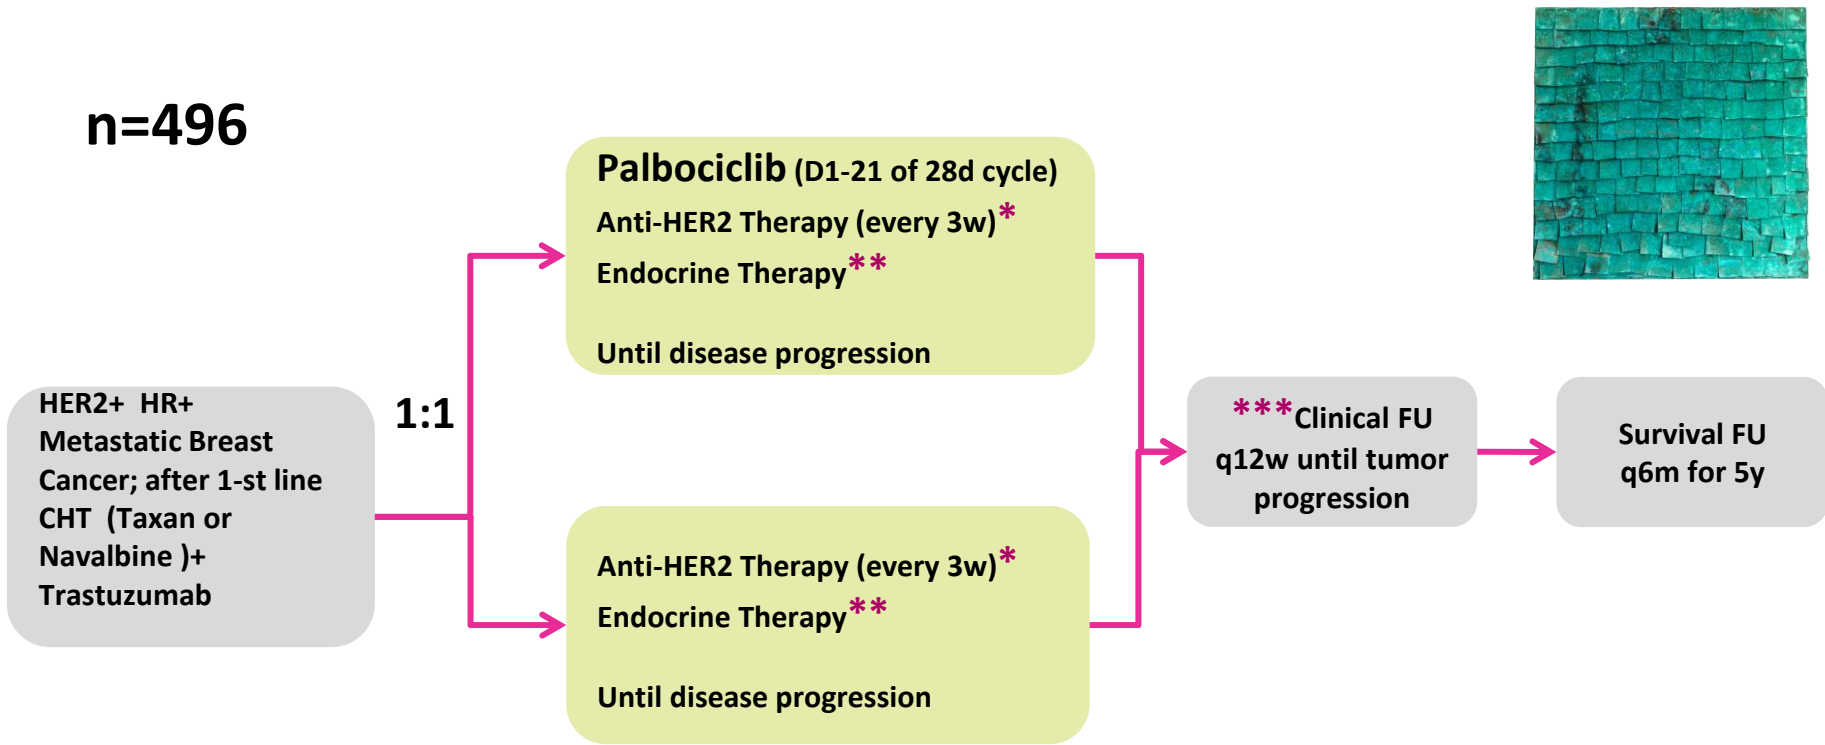 n=496
HER2+ HR+
Metastatic Breast
Cancer; after 1-st line
CHT (Taxan or
Navalbine )+
Trastuzumab
1:1
Palbociclib (D1-21 of 28d cycle)
Anti-HER2 Therapy (every 3w)*
Endocrine Therapy**
Until disease progression
Anti-HER2 Therapy (every 3w)*
Endocrine Therapy**
Until disease progression
***Clinical FU
q12w until tumor
progression
Survival FU
q6m for 5y